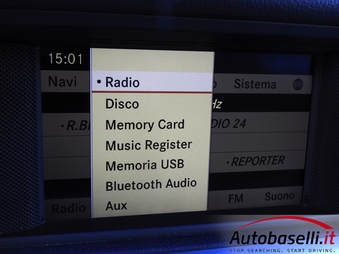 15:01
Navi
Sistema
• Radio
Disco
Memory Card
Music Register
Memoria USB
Bluetooth Audio
Aux
Hz
DIO 24
•REPORTER
Radio
FM
Suono
Autobaselli.it
STOP SEARCHING. START DRIVING.